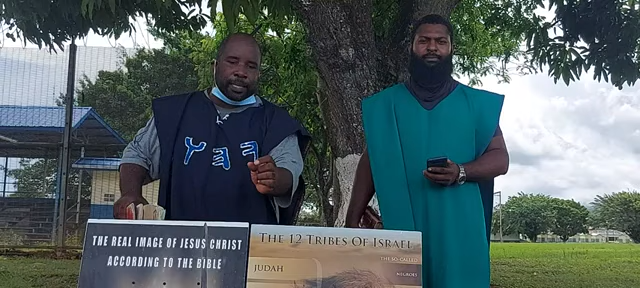 THE REAL IMAGE OF JESUS CHRIST
ACCORDING TO THE BIBLE
THE 12 TRIBES OF ISRAEL
JUDAH
THE SO-CALLED
NEGROES